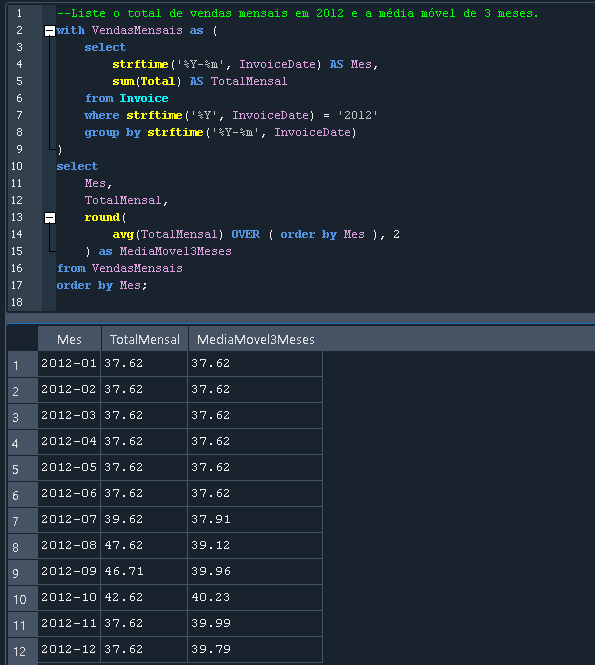 1 --Liste o total de vendas mensais em 2012 e a média móvel de 3 meses.
2 with VendasMensais as (
3 select
4 strftime('%Y-%m', InvoiceDate) AS Mes,
5 sum(Total) AS TotalMensal
6 from Invoice
7 where strftime('%Y', InvoiceDate) = '2012'
8 group by strftime('%Y-%m', InvoiceDate)
9 )
10 select
11 Mes,
12 TotalMensal,
13 round(
14 avg(TotalMensal) OVER ( order by Mes ), 2
15 ) as MediaMovel3Meses
16 from VendasMensais
17 order by Mes;
18
Mes TotalMensal MediaMovel3Meses
1 2012-01 37.62 37.62
2 2012-02 37.62 37.62
3 2012-03 37.62 37.62
4 2012-04 37.62 37.62
5 2012-05 37.62 37.62
6 2012-06 37.62 37.62
7 2012-07 39.62 37.91
8 2012-08 47.62 39.12
9 2012-09 46.71 39.96
10 2012-10 42.62 40.23
11 2012-11 37.62 39.99
12 2012-12 37.62 39.79